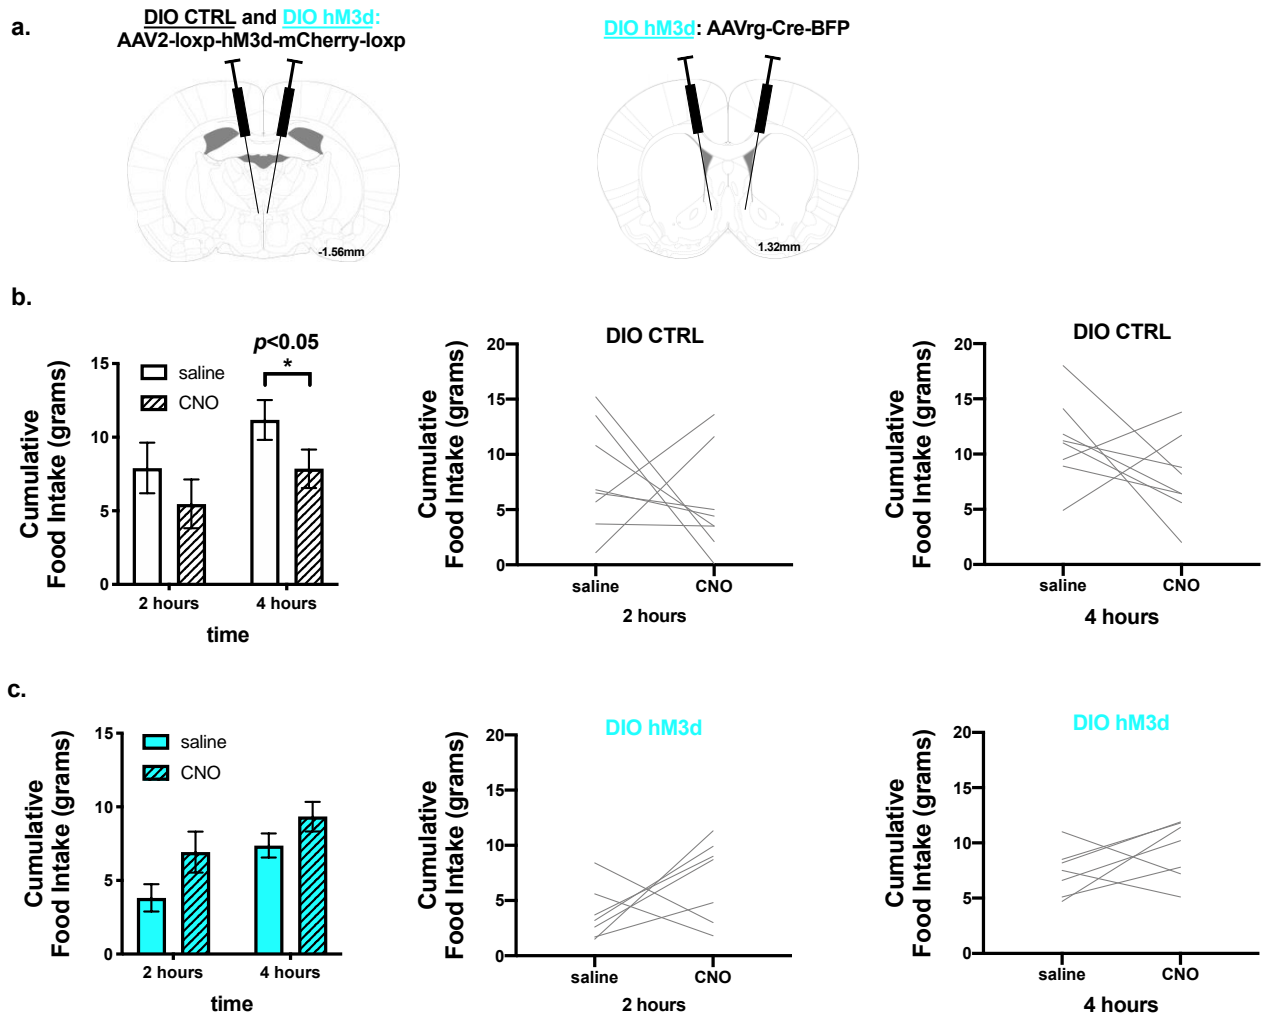 a.
DIO CTRL and DIO hM3d:
AAV2-loxp-hM3d-mCherry-loxp
-1.56mm
DIO hM3d: AAVrg-Cre-BFP
1.32mm
b.
Cumulative
Food Intake (grams)
15
10
5
0
saline
CNO
p<0.05
*
2 hours
4 hours
time
DIO CTRL
Cumulative
Food Intake (grams)
20
15
10
5
0
saline
CNO
2 hours
DIO CTRL
Cumulative
Food Intake (grams)
20
15
10
5
0
saline
CNO
4 hours
c.
Cumulative
Food Intake (grams)
15
10
5
0
saline
CNO
2 hours
4 hours
time
DIO hM3d
Cumulative
Food Intake (grams)
20
15
10
5
0
saline
CNO
2 hours
DIO hM3d
Cumulative
Food Intake (grams)
20
15
10
5
0
saline
CNO
4 hours